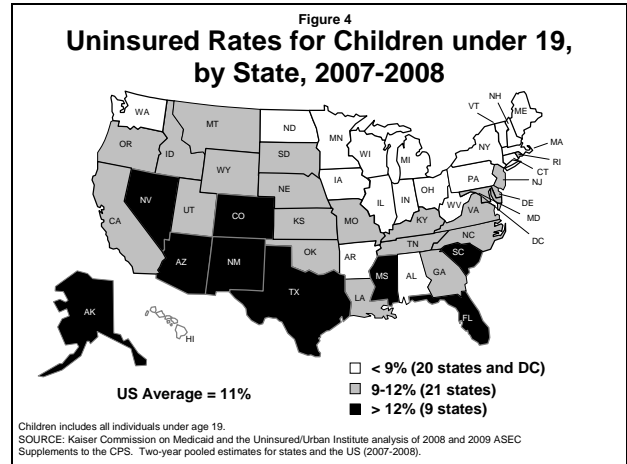 Figure 4
Uninsured Rates for Children under 19,
by State, 2007-2008
WA
OR
CA
NV
ID
MT
WY
UT
AZ
CO
NM
ND
SD
NE
KS
OK
TX
MN
IA
MO
AR
LA
WI
IL
MS
MI
IN
KY
TN
AL
OH
WV
GA
FL
SC
NC
VA
PA
NY
VT
NH
ME
MA
RI
CT
NJ
DE
MD
DC
AK
HI
US Average = 11%
< 9% (20 states and DC)
9-12% (21 states)
> 12% (9 states)
Children includes all individuals under age 19.
SOURCE: Kaiser Commission on Medicaid and the Uninsured/Urban Institute analysis of 2008 and 2009 ASEC
Supplements to the CPS. Two-year pooled estimates for states and the US (2007-2008).